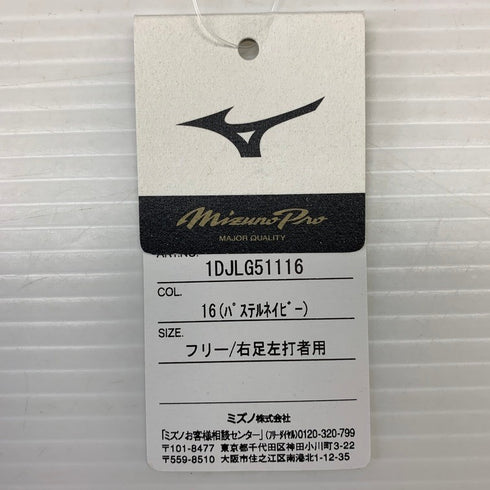 Mizuno Pro
MAJOR QUALITY
ART.NO.
1DJLG51116
COL.
16(ﾊﾟｽﾃﾙﾈｲﾋﾞｰ)
SIZE.
フリー/右足左打者用
ミズノ株式会社
「ミズノお客様相談センター」(ﾌﾘｰﾀﾞｲﾔﾙ)0120-320-799
〒101-8477 東京都千代田区神田小川町3-22
〒559-8510 大阪市住之江区南港北1-12-35